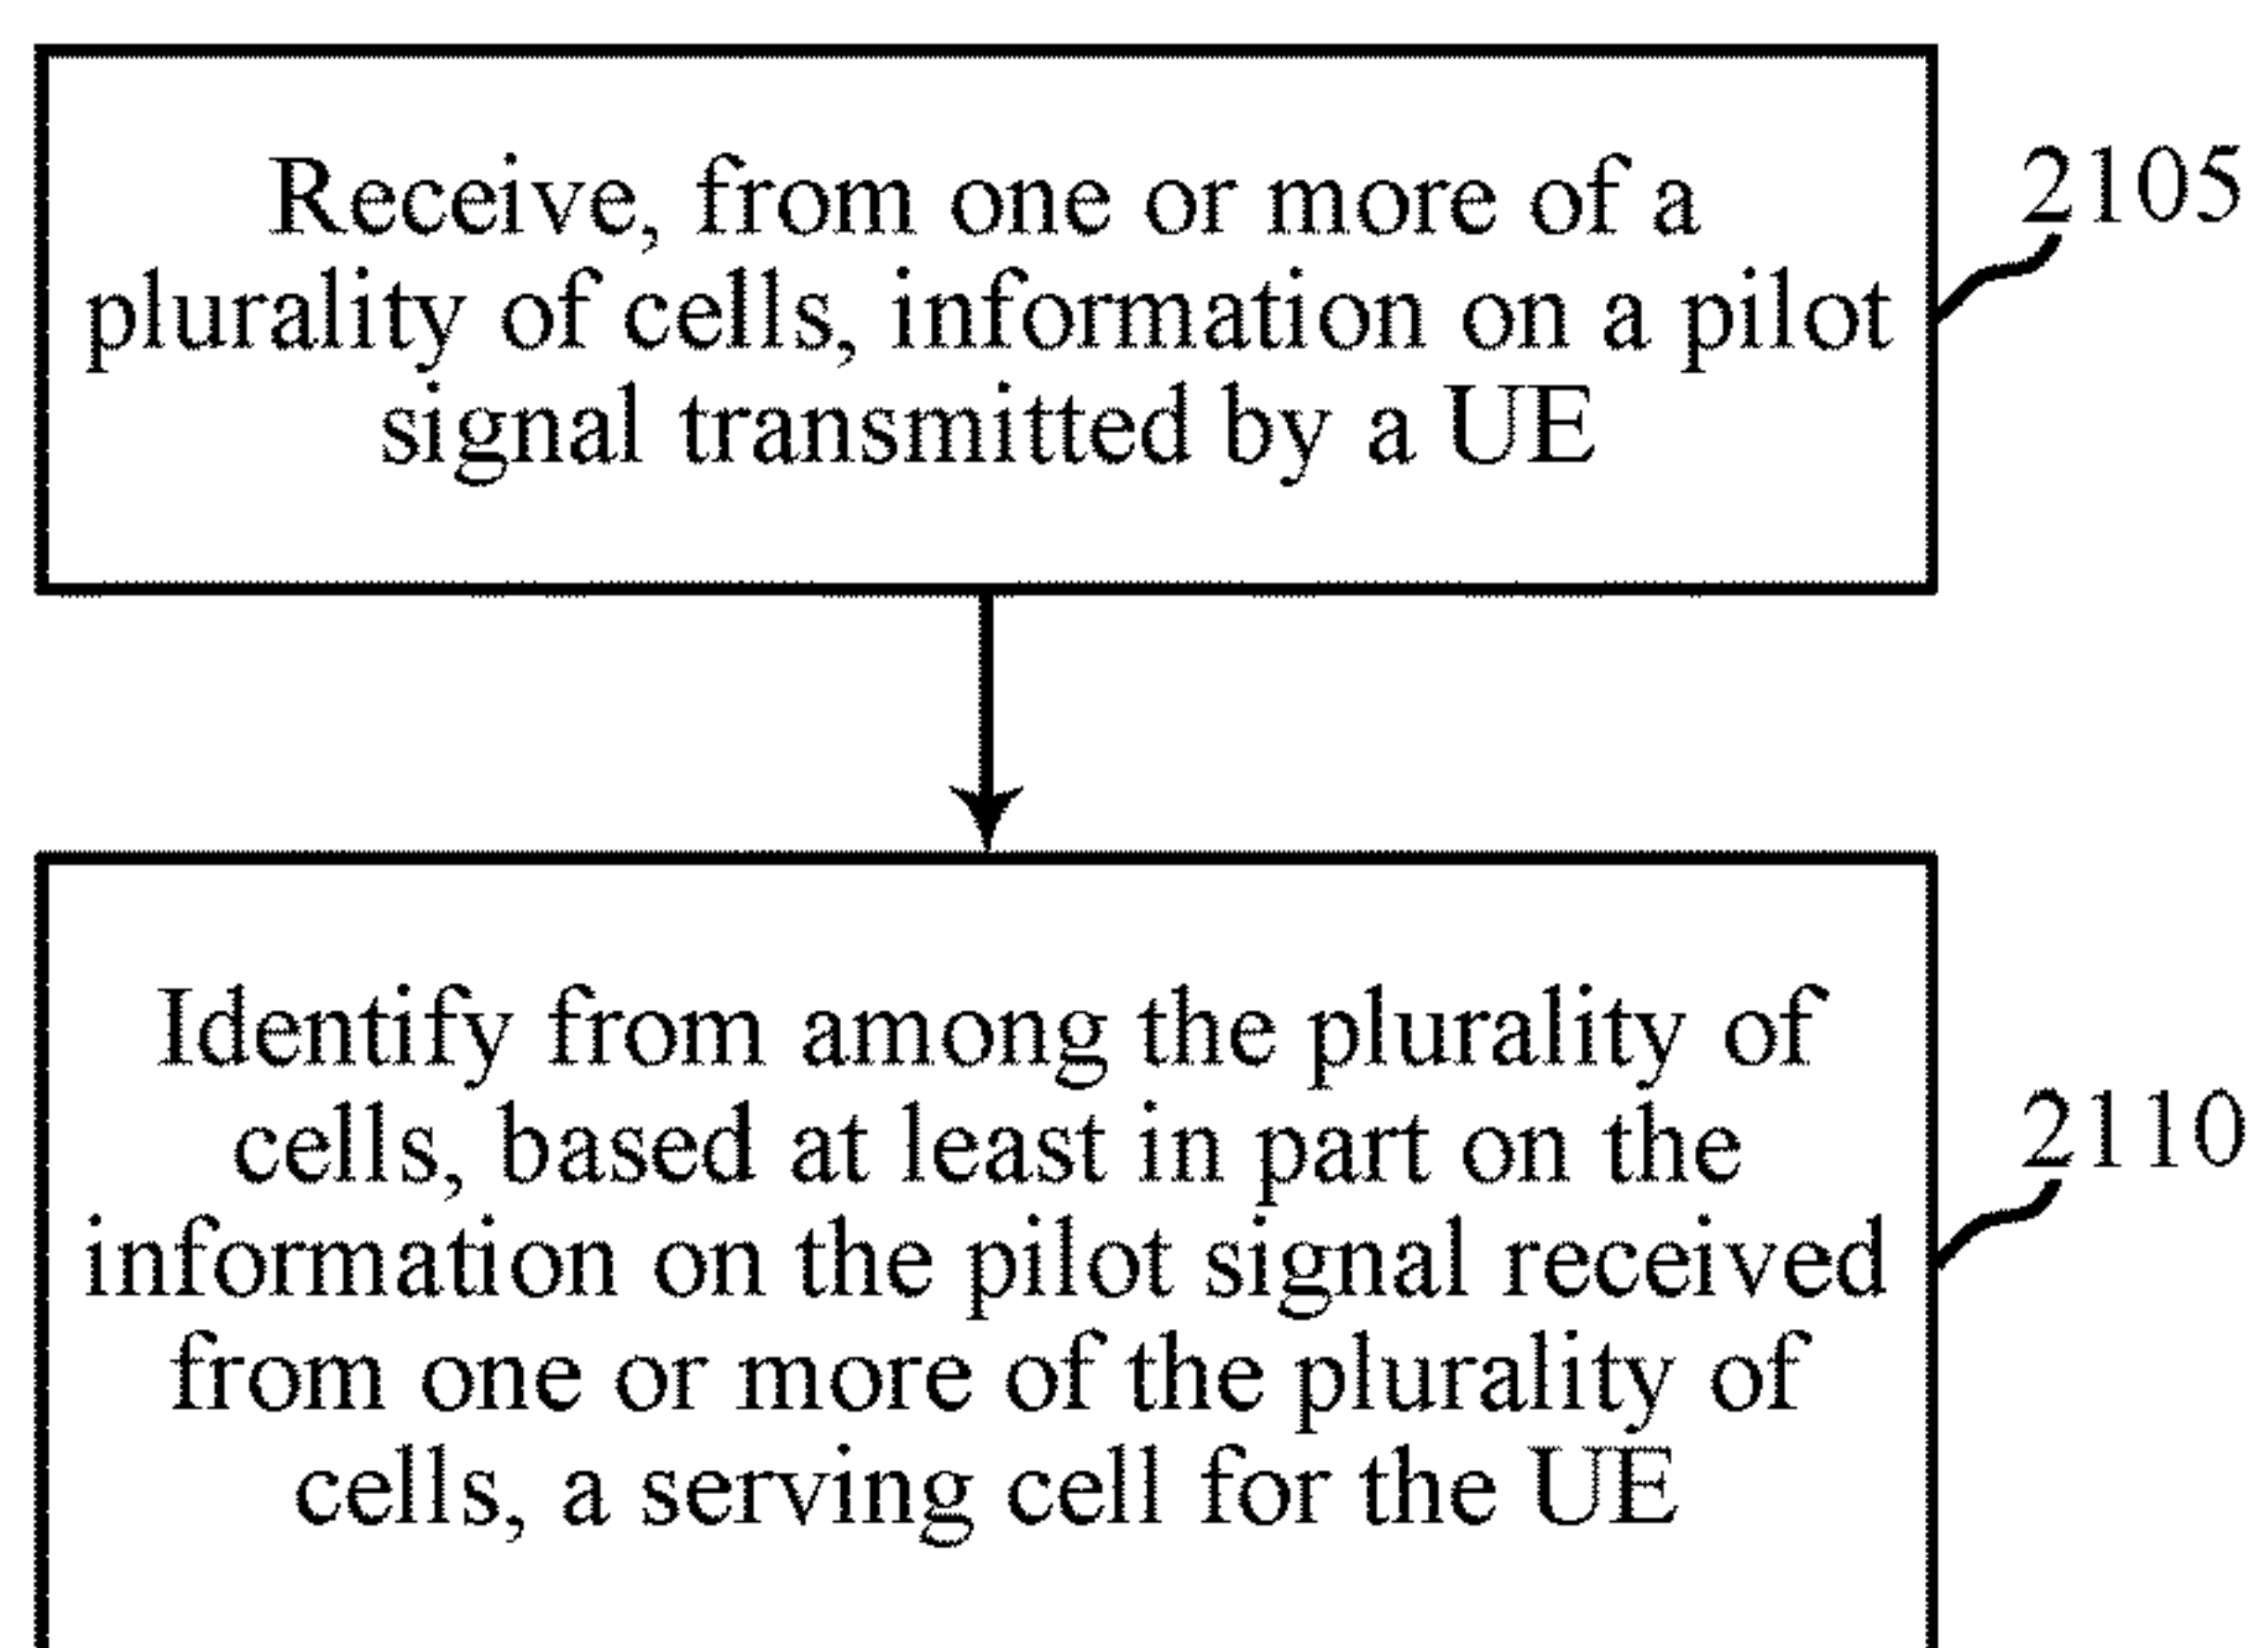 Receive, from one or more of a
plurality of cells, information on a pilot
signal transmitted by a UE
2105
Identify from among the plurality of
cells, based at least in part on the
information on the pilot signal received
from one or more of the plurality of
cells, a serving cell for the UE
2110